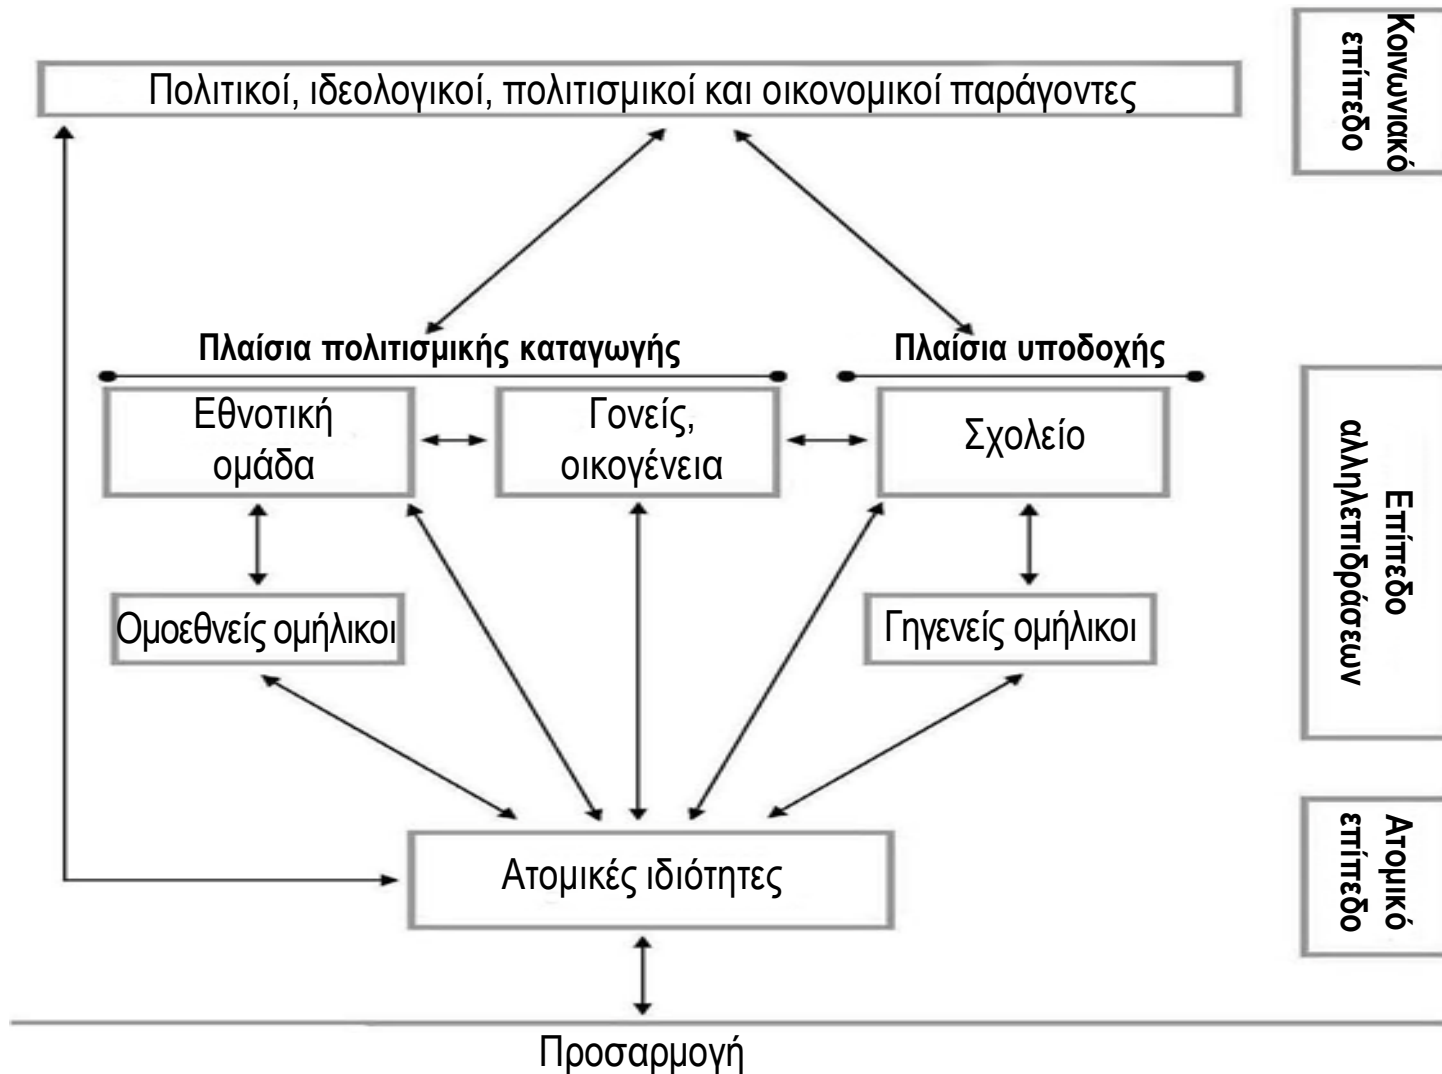 Κοινωνιακό
επίπεδο
Πολιτικοί, ιδεολογικοί, πολιτισμικοί και οικονομικοί παράγοντες
Πλαίσια πολιτισμικής καταγωγής
Πλαίσια υποδοχής
Εθνοτική
ομάδα
Γονείς,
οικογένεια
Σχολείο
Επίπεδο
αλληλεπιδράσεων
Ομοεθνείς ομήλικοι
Γηγενείς ομήλικοι
Ατομικές ιδιότητες
Ατομικό
επίπεδο
Προσαρμογή